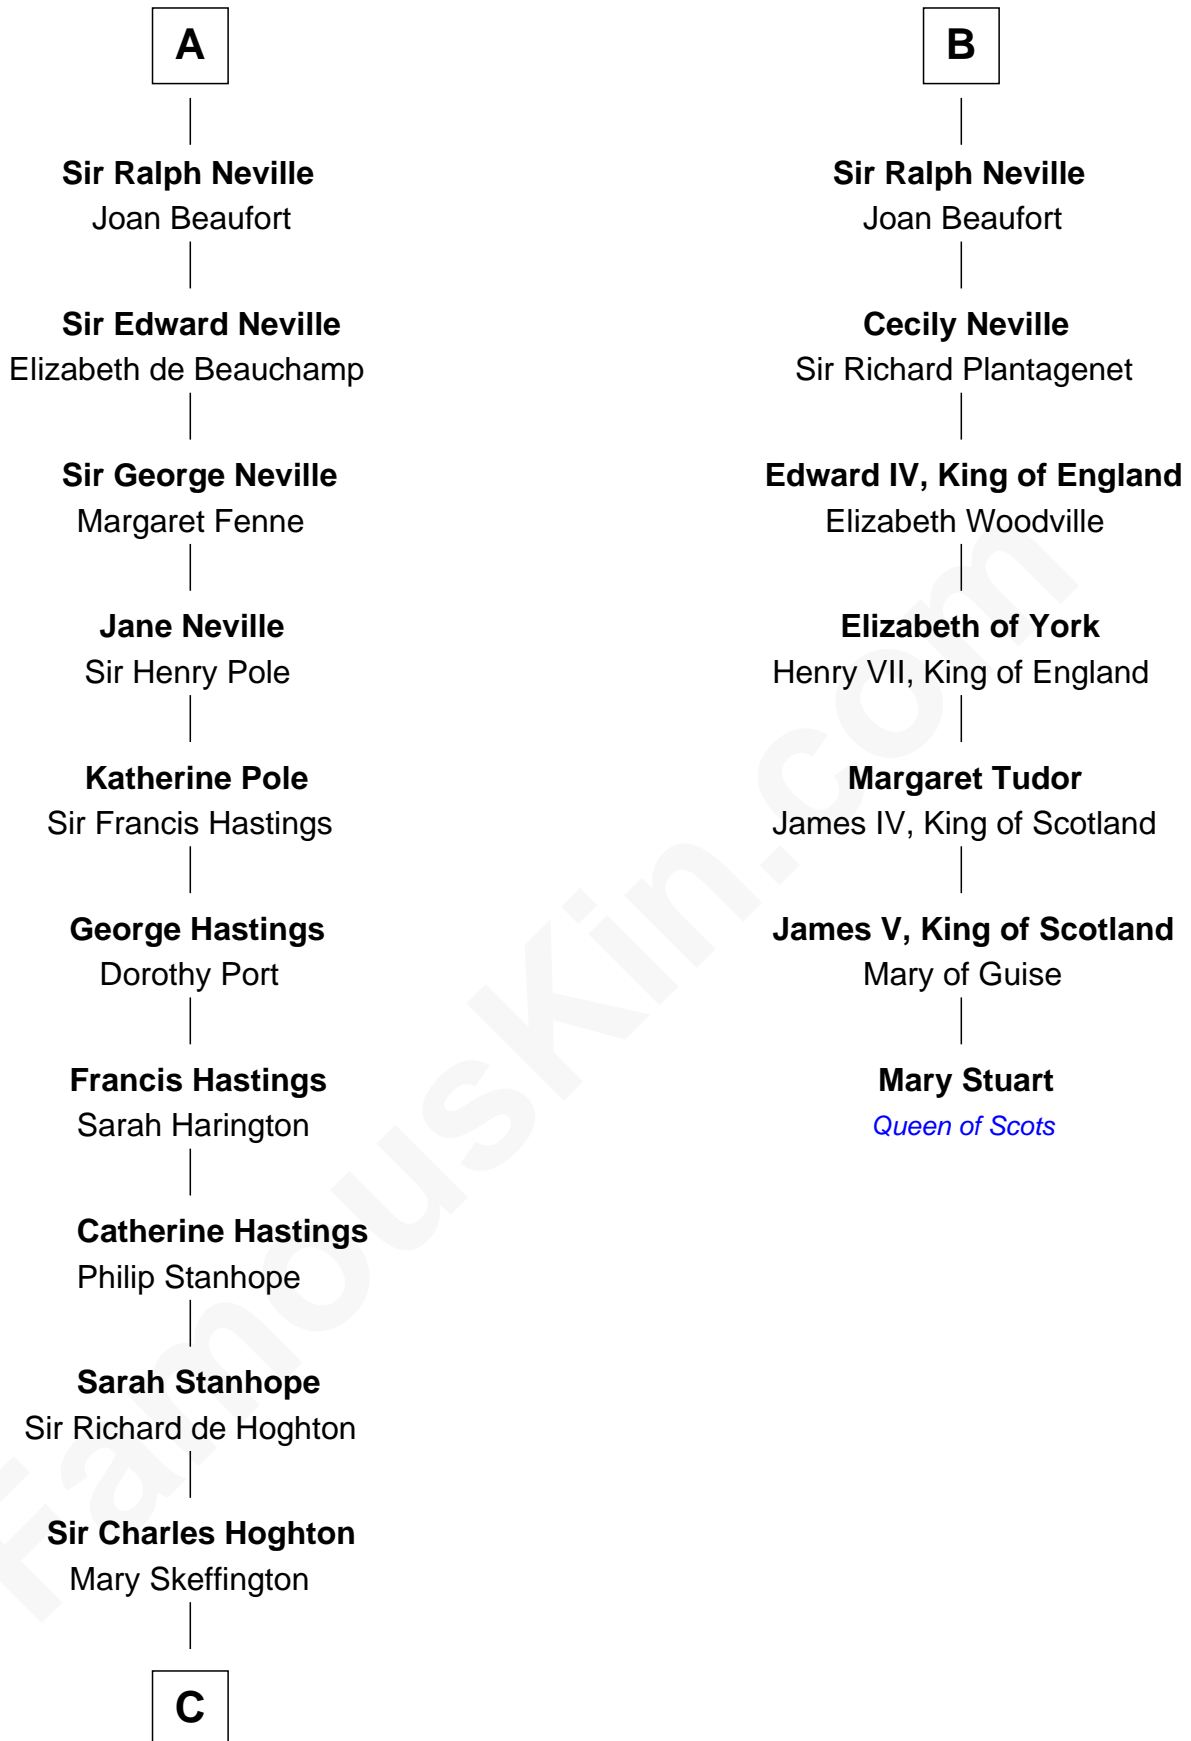 A
Sir Ralph Neville
Joan Beaufort
Sir Edward Neville
Elizabeth de Beauchamp
Sir George Neville
Margaret Fenne
Jane Neville
Sir Henry Pole
Katherine Pole
Sir Francis Hastings
George Hastings
Dorothy Port
Francis Hastings
Sarah Harington
Catherine Hastings
Philip Stanhope
Sarah Stanhope
Sir Richard de Hoghton
Sir Charles Hoghton
Mary Skeffington
C
B
Sir Ralph Neville
Joan Beaufort
Cecily Neville
Sir Richard Plantagenet
Edward IV, King of England
Elizabeth Woodville
Elizabeth of York
Henry VII, King of England
Margaret Tudor
James IV, King of Scotland
James V, King of Scotland
Mary of Guise
Mary Stuart
Queen of Scots
FamousKin.com